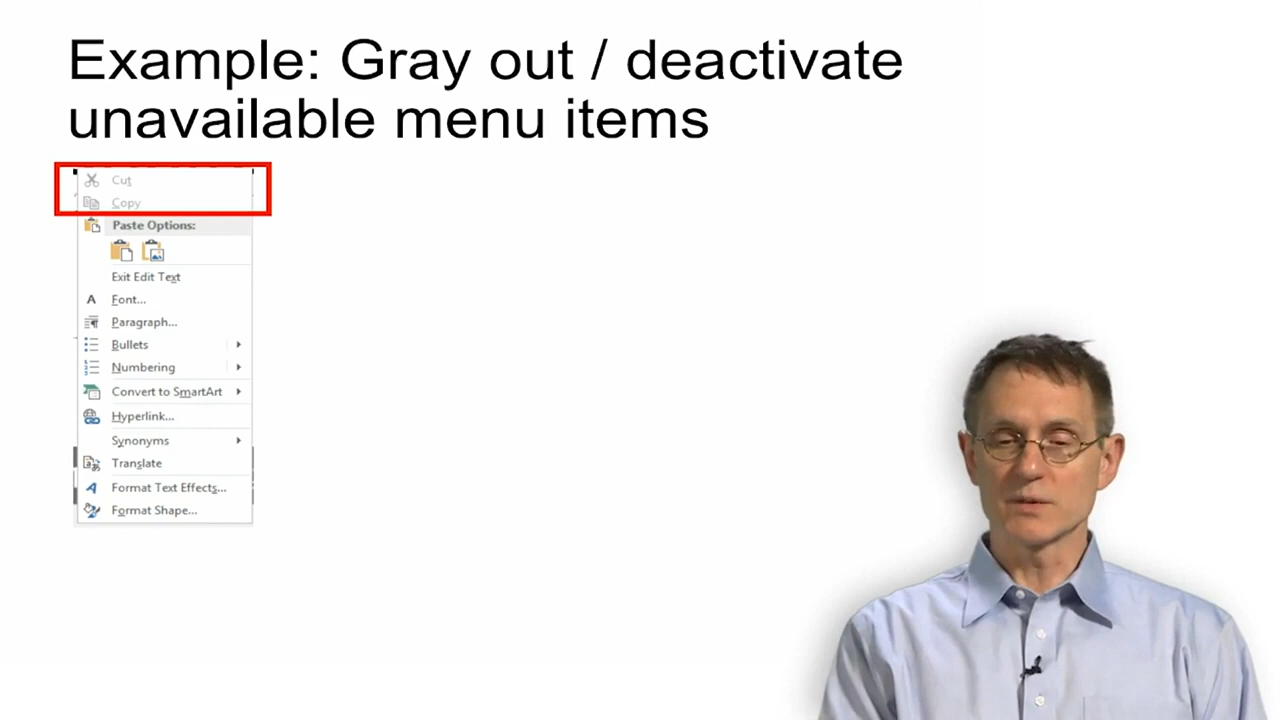 Example: Gray out / deactivate
unavailable menu items
Cut
Copy
Paste Options:
Exit Edit Text
Font...
Paragraph...
Bullets
Numbering
Convert to SmartArt
Hyperlink...
Synonyms
Translate
Format Text Effects...
Format Shape...